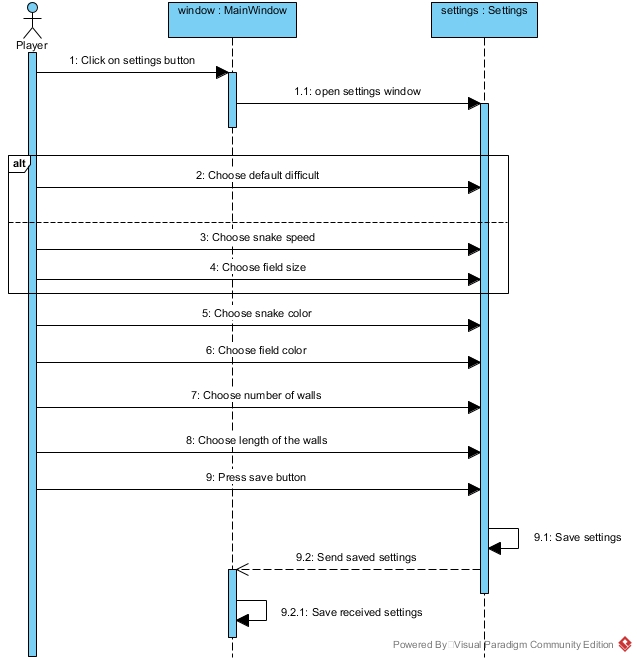 window : MainWindow
settings : Settings
Player
1: Click on settings button
1.1: open settings window
alt
2: Choose default difficult
3: Choose snake speed
4: Choose field size
5: Choose snake color
6: Choose field color
7: Choose number of walls
8: Choose length of the walls
9: Press save button
9.1: Save settings
9.2: Send saved settings
9.2.1: Save received settings
Powered By Visual Paradigm Community Edition